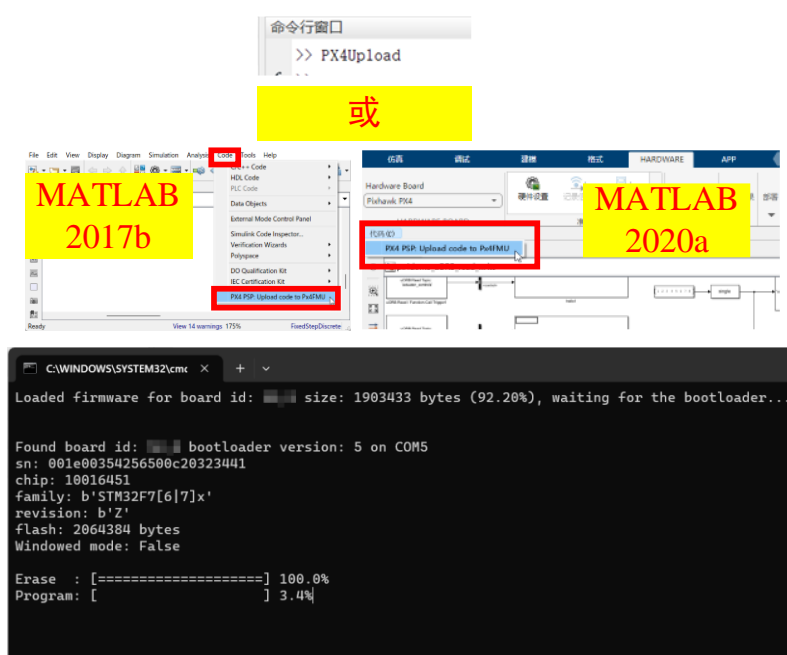 命令行窗口
>> PX4Upload
或
File Edit View Display Diagram Simulation Analysis Code Tools Help
HDL Code
PLC Code
Data Objects
External Mode Control Panel
Simulink Code Inspector...
Verification Wizards
Polyspace
DO Qualification Kit
IEC Certification Kit
PX4 PSP: Upload code to Px4FMU
Ready View 14 warnings 175% FixedStepDiscrete
MATLAB
2017b
仿真 调试 建模 格式 HARDWARE APP
Hardware Board
Pixhawk PX4
硬件设置
代码(C)
PX4 PSP: Upload code to Px4FMU
MATLAB
2020a
C:\WINDOWS\SYSTEM32\cmc
Loaded firmware for board id: size: 1903433 bytes (92.20%), waiting for the bootloader...
Found board id: bootloader version: 5 on COM5
sn: 001e00354256500c20323441
chip: 10016451
family: b'STM32F7[6|7]x'
revision: b'Z'
flash: 2064384 bytes
Windowed mode: False
Erase : [====================] 100.0%
Program: [ ] 3.4%